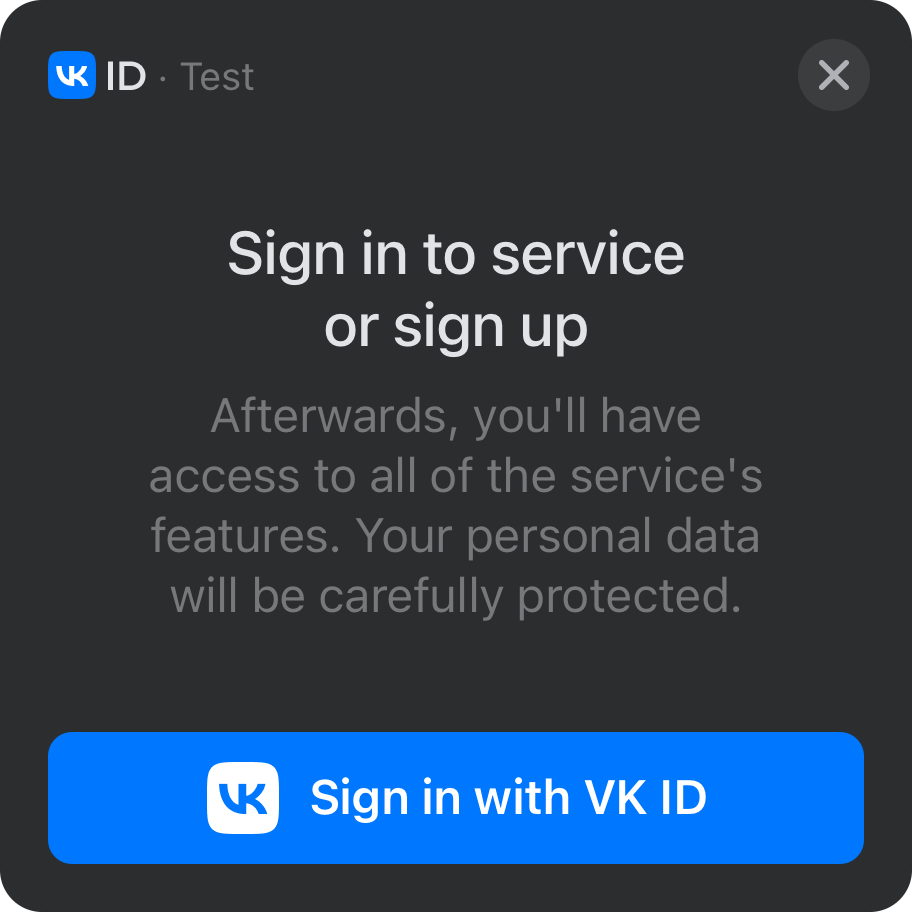 VK ID · Test
Sign in to service
or sign up
Afterwards, you'll have
access to all of the service's
features. Your personal data
will be carefully protected.
VK Sign in with VK ID